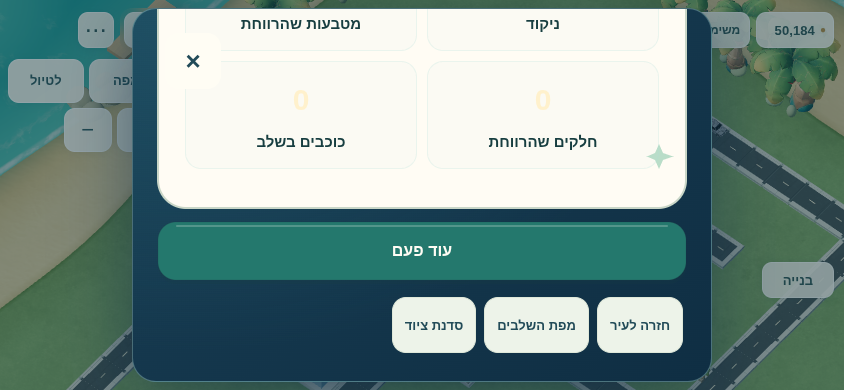 50,184
משימ
...
מפה
לטיול
—
בנייה
ניקוד
מטבעות שהרווחת
×
0
חלקים שהרווחת
0
כוכבים בשלב
עוד פעם
חזרה לעיר
מפת השלבים
סדנת ציוד